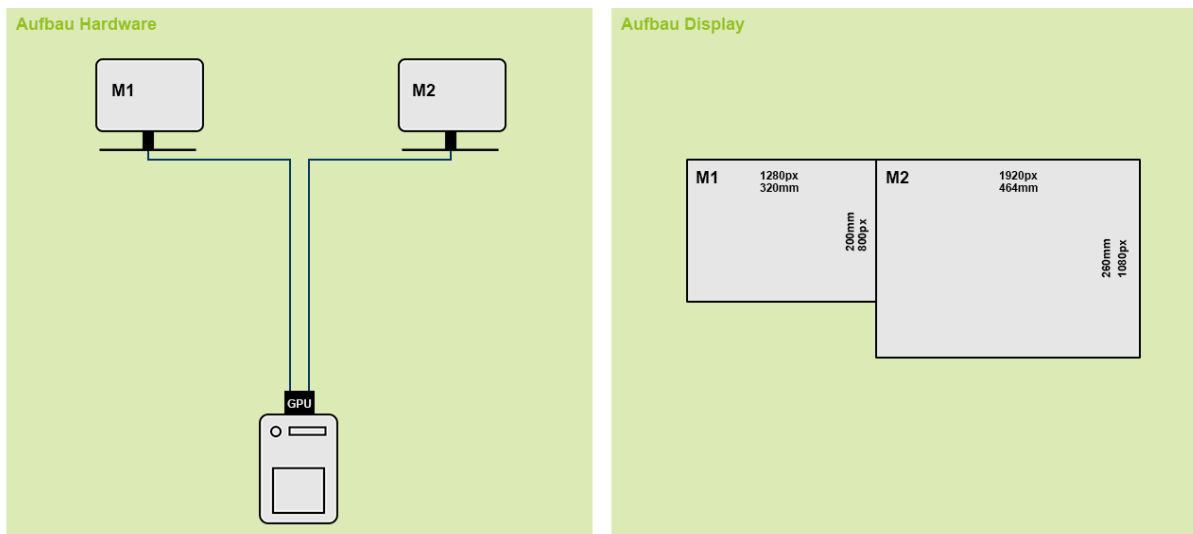 Aufbau Hardware
M1
M2
GPU
Aufbau Display
M1
1280px
320mm
200mm
800px
M2
1920px
464mm
260mm
1080px